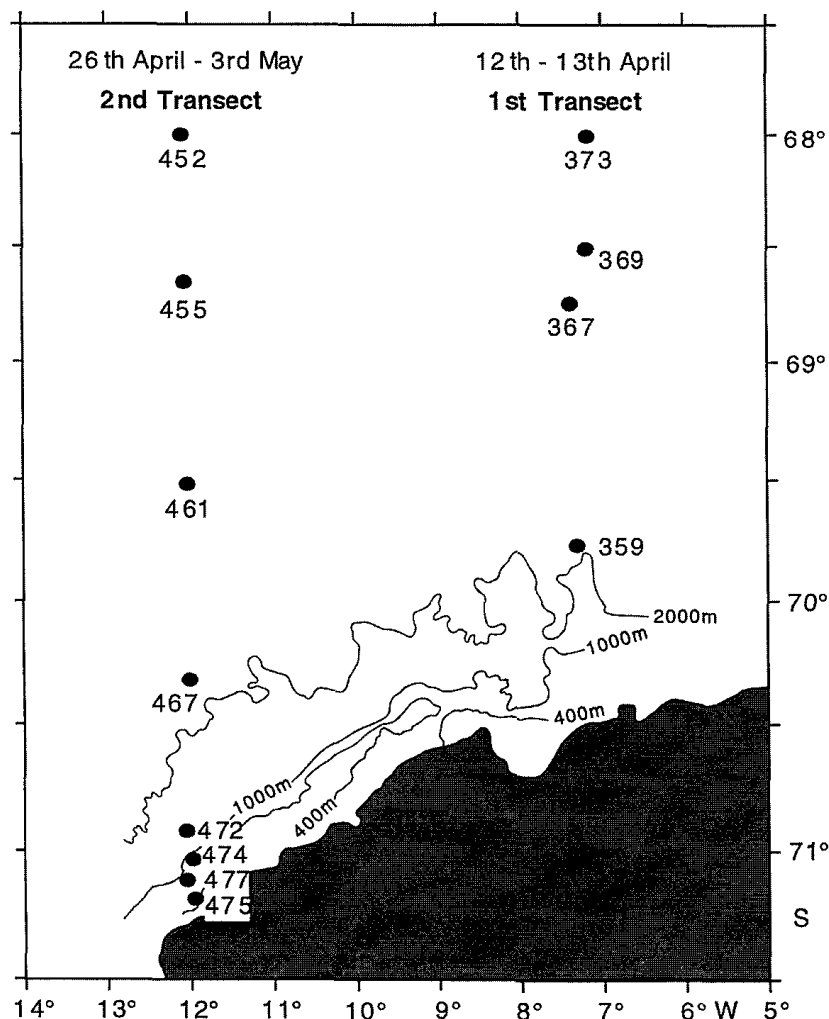 26th April - 3rd May
2nd Transect
12th - 13th April
1st Transect
452
373
68°
369
455
367
69°
461
359
70°
2000m
1000m
467
400m
1000m
400m
472
474
71°
477
475
S
14° 13° 12° 11° 10° 9° 8° 7° 6° W 5°